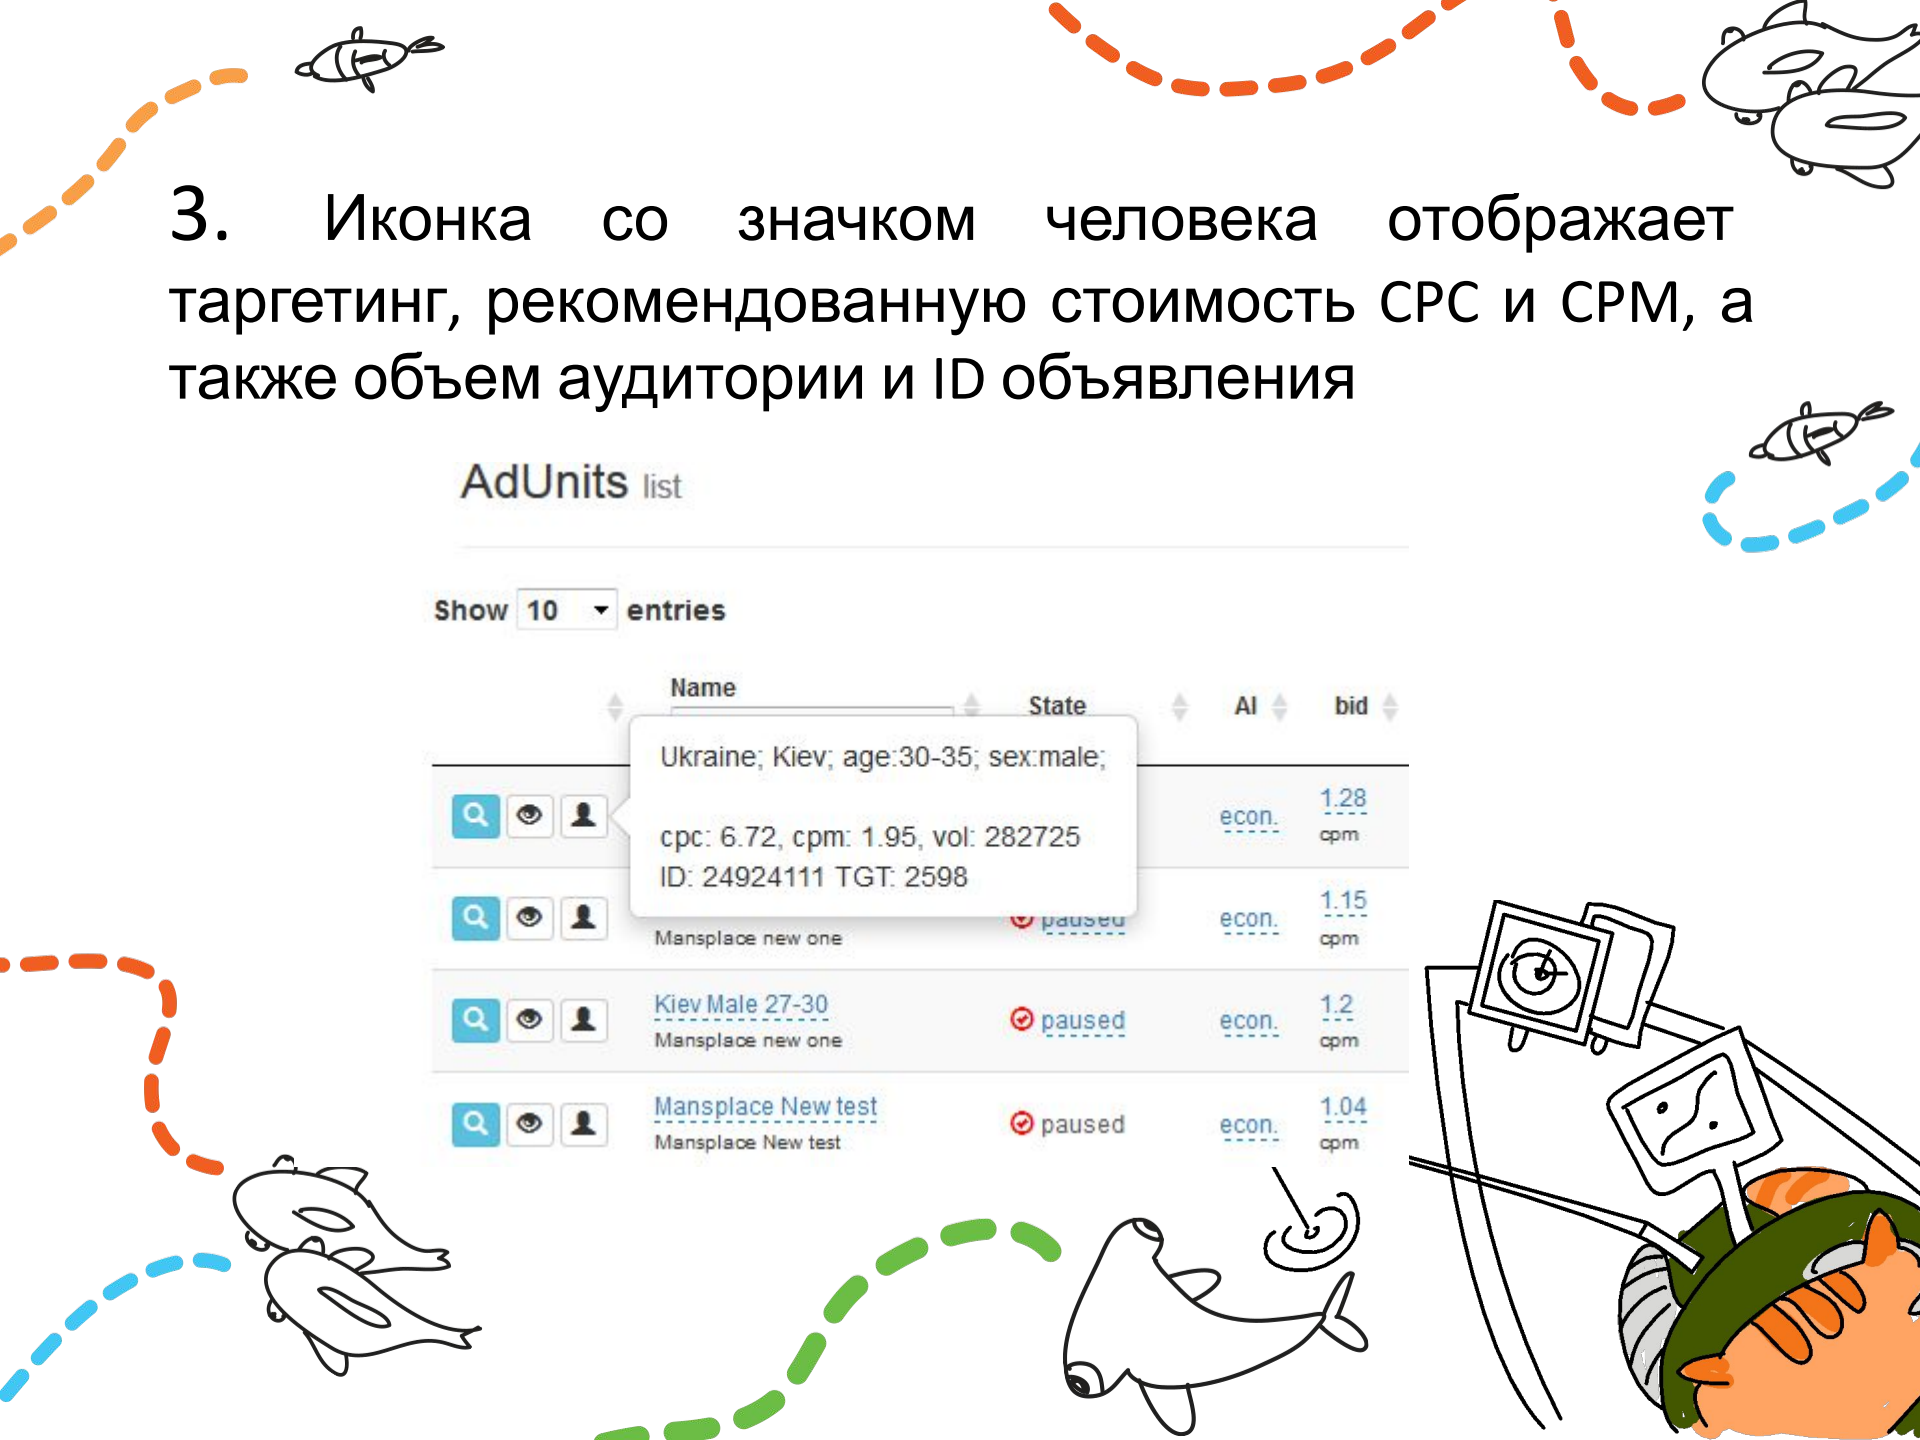 3. Иконка со значком человека отображает
таргетинг, рекомендованную стоимость CPC и CPM, а
также объем аудитории и ID объявления
AdUnits list
Show 10 entries
Name State AI bid
Ukraine; Kiev; age:30-35; sex:male;
cpc: 6.72, cpm: 1.95, vol: 282725
ID: 24924111 TGT: 2598
econ. 1.28
cpm
paused econ. 1.15
Mansplace new one cpm
Kiev Male 27-30 paused econ. 1.2
Mansplace new one cpm
Mansplace New test paused econ. 1.04
Mansplace New test cpm